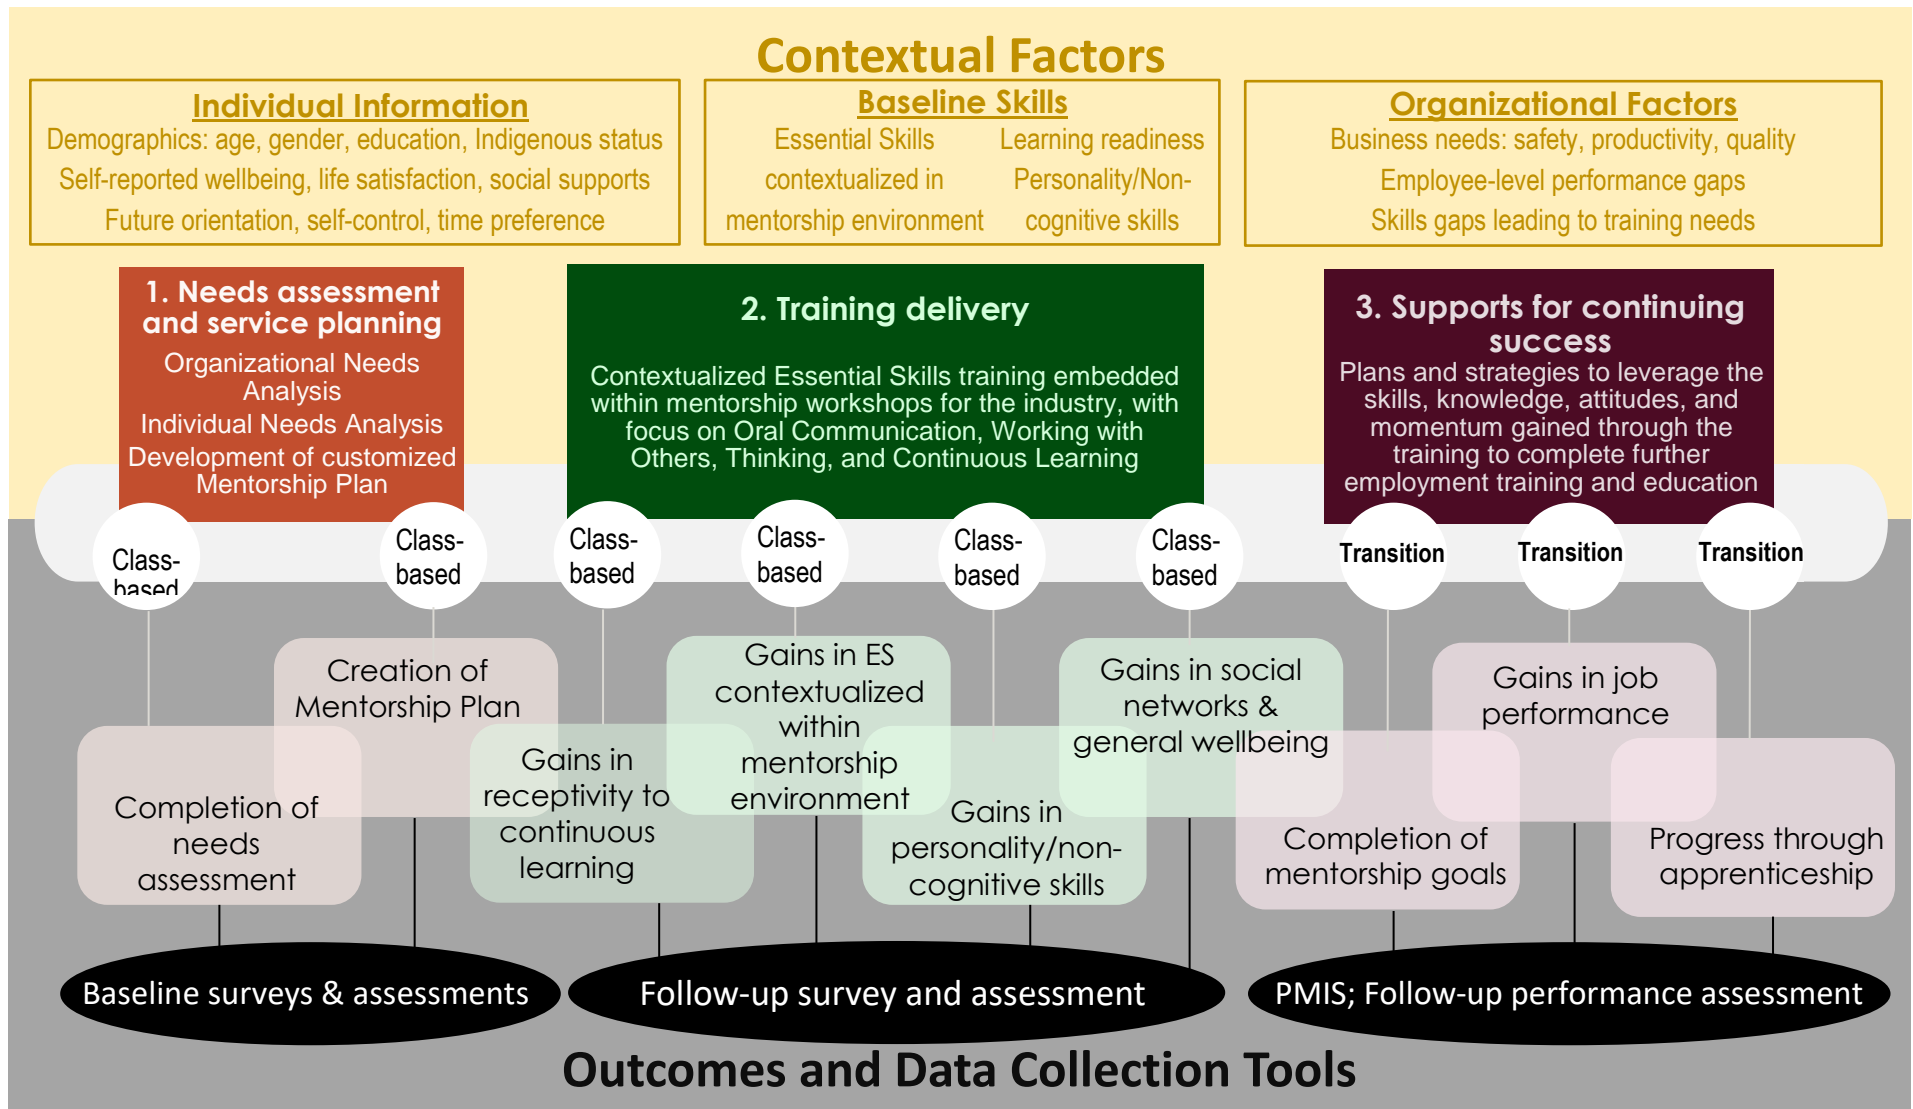 Contextual Factors
Individual Information
Demographics: age, gender, education, Indigenous status
Self-reported wellbeing, life satisfaction, social supports
Future orientation, self-control, time preference
Baseline Skills
Essential Skills
contextualized in
mentorship environment
Learning readiness
Personality/Non-
cognitive skills
Organizational Factors
Business needs: safety, productivity, quality
Employee-level performance gaps
Skills gaps leading to training needs
1. Needs assessment
and service planning
Organizational Needs
Analysis
Individual Needs Analysis
Development of customized
Mentorship Plan
2. Training delivery
Contextualized Essential Skills training embedded
within mentorship workshops for the industry, with
focus on Oral Communication, Working with
Others, Thinking, and Continuous Learning
3. Supports for continuing
success
Plans and strategies to leverage the
skills, knowledge, attitudes, and
momentum gained through the
training to complete further
employment training and education
Class-
based
Class-
based
Class-
based
Class-
based
Class-
based
Class-
based
Transition
Transition
Transition
Completion of
needs
assessment
Creation of
Mentorship Plan
Gains in
receptivity to
continuous
learning
Gains in ES
contextualized
within
mentorship
environment
Gains in
personality/non-
cognitive skills
Gains in social
networks &
general wellbeing
Completion of
mentorship goals
Gains in job
performance
Progress through
apprenticeship
Baseline surveys & assessments
Follow-up survey and assessment
PMIS; Follow-up performance assessment
Outcomes and Data Collection Tools